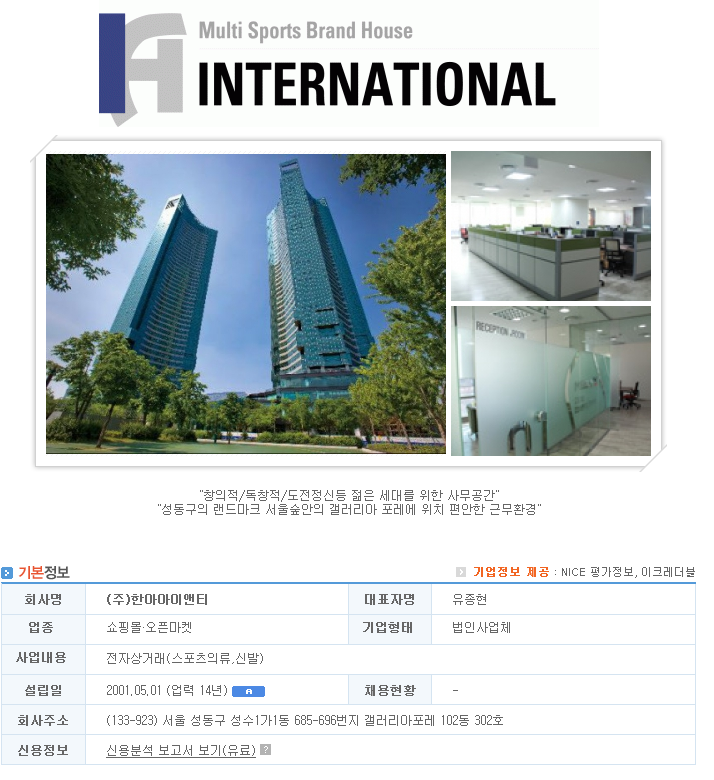 Multi Sports Brand House
INTERNATIONAL
RECEPTION ROOM
"창의적/독창적/도전정신등 젊은 세대를 위한 사무공간"
"성동구의 랜드마크 서울숲안의 갤러리아 포레에 위치 편안한 근무환경"
기본정보
기업정보 제공 : NICE 평가정보, 이크레더블
회사명 (주)한아아이앤티 대표자명 유중현
업종 쇼핑몰·오픈마켓 기업형태 법인사업체
사업내용 전자상거래(스포츠의류,신발)
설립일 2001.05.01 (업력 14년) 채용현황 -
회사주소 (133-923) 서울 성동구 성수1가1동 685-696번지 갤러리아포레 102동 302호
신용정보 신용분석 보고서 보기(유료) ?